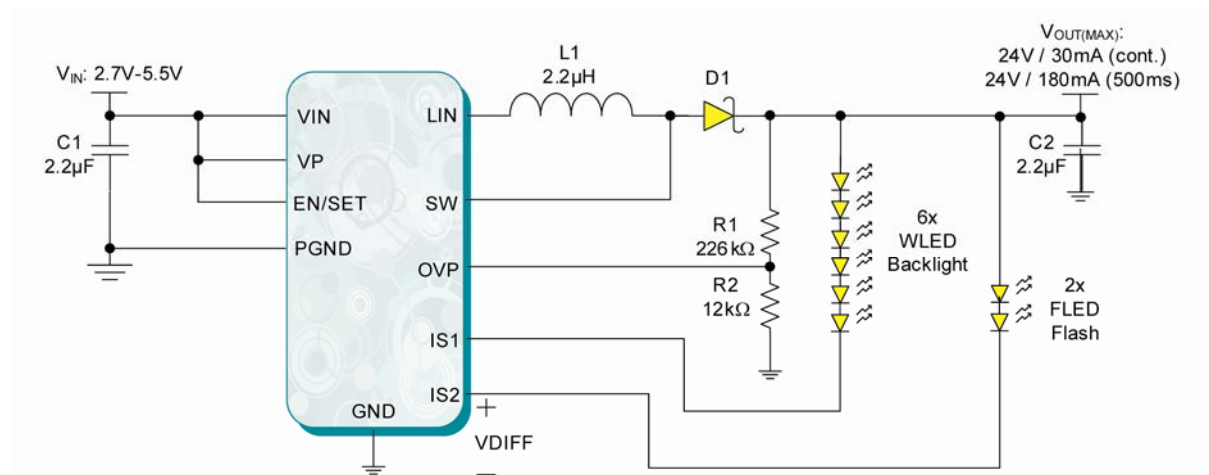 VOUT(MAX):
24V / 30mA (cont.)
24V / 180mA (500ms)
VIN: 2.7V-5.5V
L1
2.2µH
D1
C1
2.2µF
C2
2.2µF
VIN
LIN
VP
EN/SET
SW
PGND
OVP
IS1
IS2
GND
R1
226kΩ
R2
12kΩ
6x
WLED
Backlight
2x
FLED
Flash
+
VDIFF
–